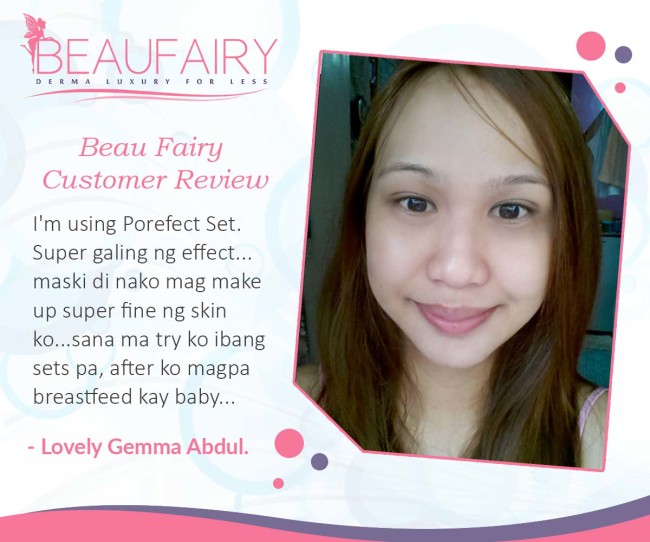 BEAUFAIRY
DERMA LUXURY FOR LESS
Beau Fairy
Customer Review
I'm using Porefect Set.
Super galing ng effect...
maski di nako mag make
up super fine ng skin
ko...sana ma try ko ibang
sets pa, after ko magpa
breastfeed kay baby...
- Lovely Gemma Abdul.